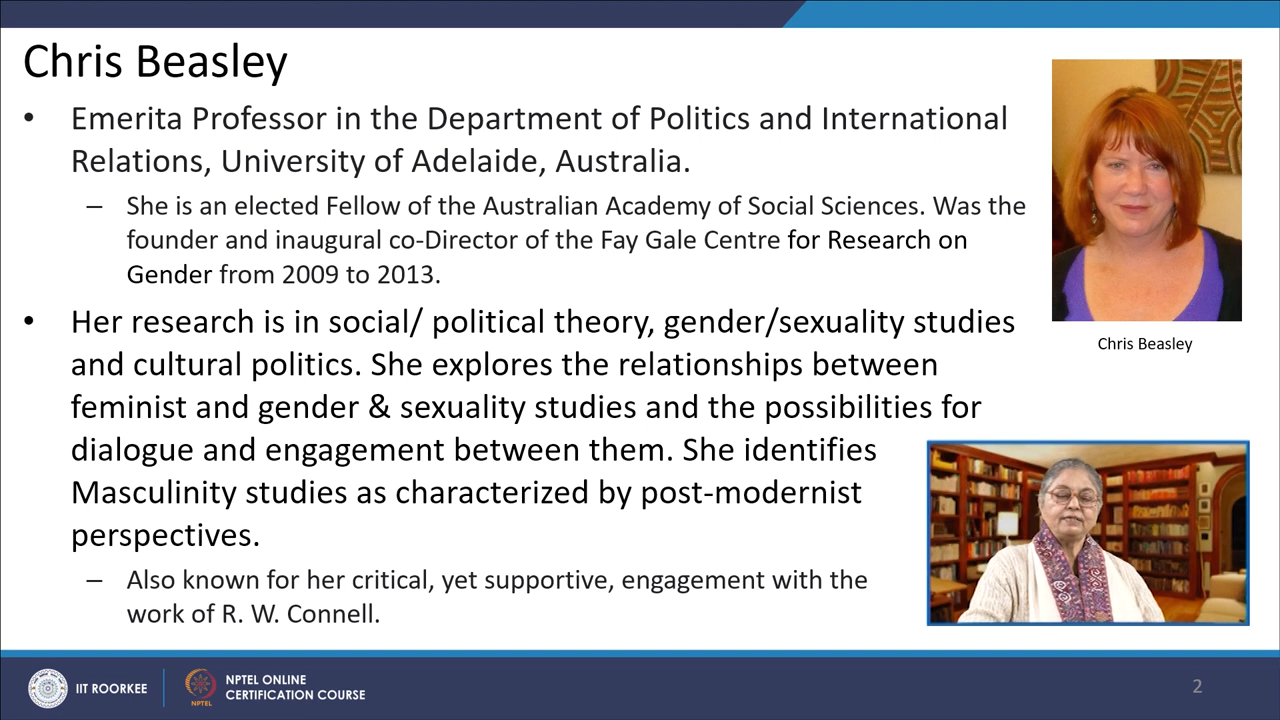 Chris Beasley
• Emerita Professor in the Department of Politics and International
Relations, University of Adelaide, Australia.
– She is an elected Fellow of the Australian Academy of Social Sciences. Was the
founder and inaugural co-Director of the Fay Gale Centre for Research on
Gender from 2009 to 2013.
• Her research is in social/ political theory, gender/sexuality studies
and cultural politics. She explores the relationships between
feminist and gender & sexuality studies and the possibilities for
dialogue and engagement between them. She identifies
Masculinity studies as characterized by post-modernist
perspectives.
– Also known for her critical, yet supportive, engagement with the
work of R. W. Connell.
Chris Beasley
IIT ROORKEE
NPTEL
NPTEL ONLINE
CERTIFICATION COURSE
2